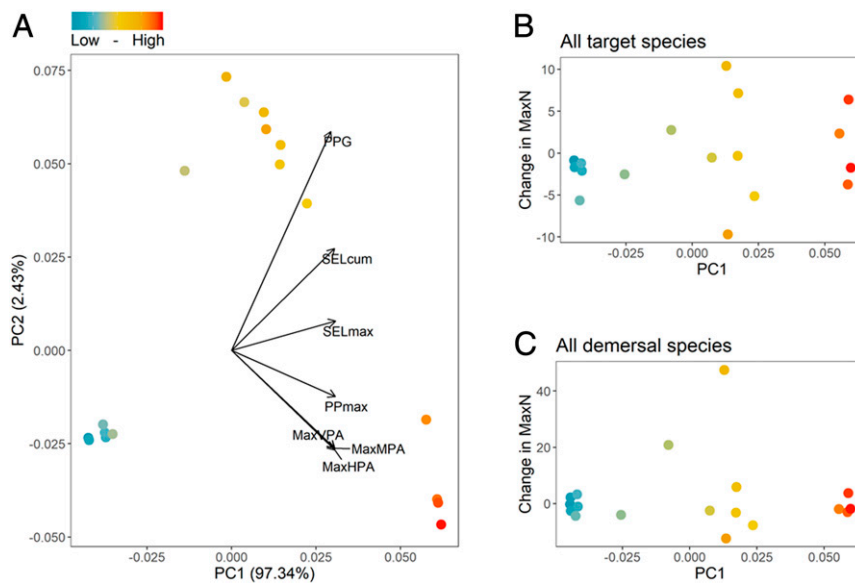 A
Low - High
0.075
0.050
0.025
0.000
-0.025
-0.050
PC2 (2.43%)
PPG
SELcum
SELmax
PPmax
MaxVPA
MaxMPA
MaxHPA
-0.025
0.000
0.025
0.050
PC1 (97.34%)
B
All target species
10
5
0
-5
-10
Change in MaxN
-0.025
0.000
0.025
0.050
PC1
C
All demersal species
40
20
0
Change in MaxN
-0.025
0.000
0.025
0.050
PC1